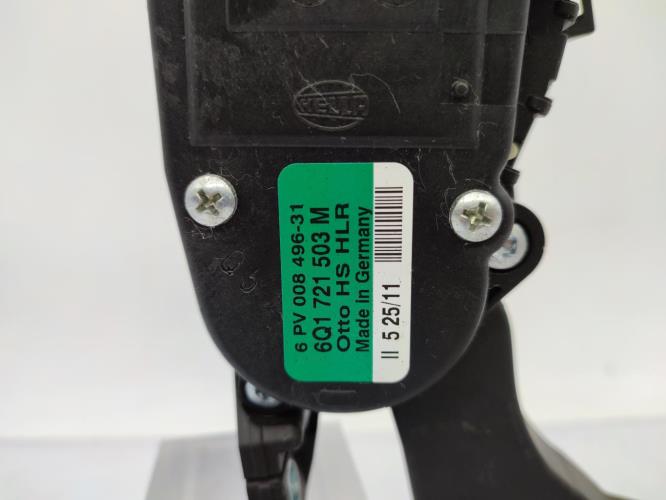 HELLA
6 PV 008 496-31
6Q1 721 503 M
Otto HS HLR
Made in Germany
II 5 25/11